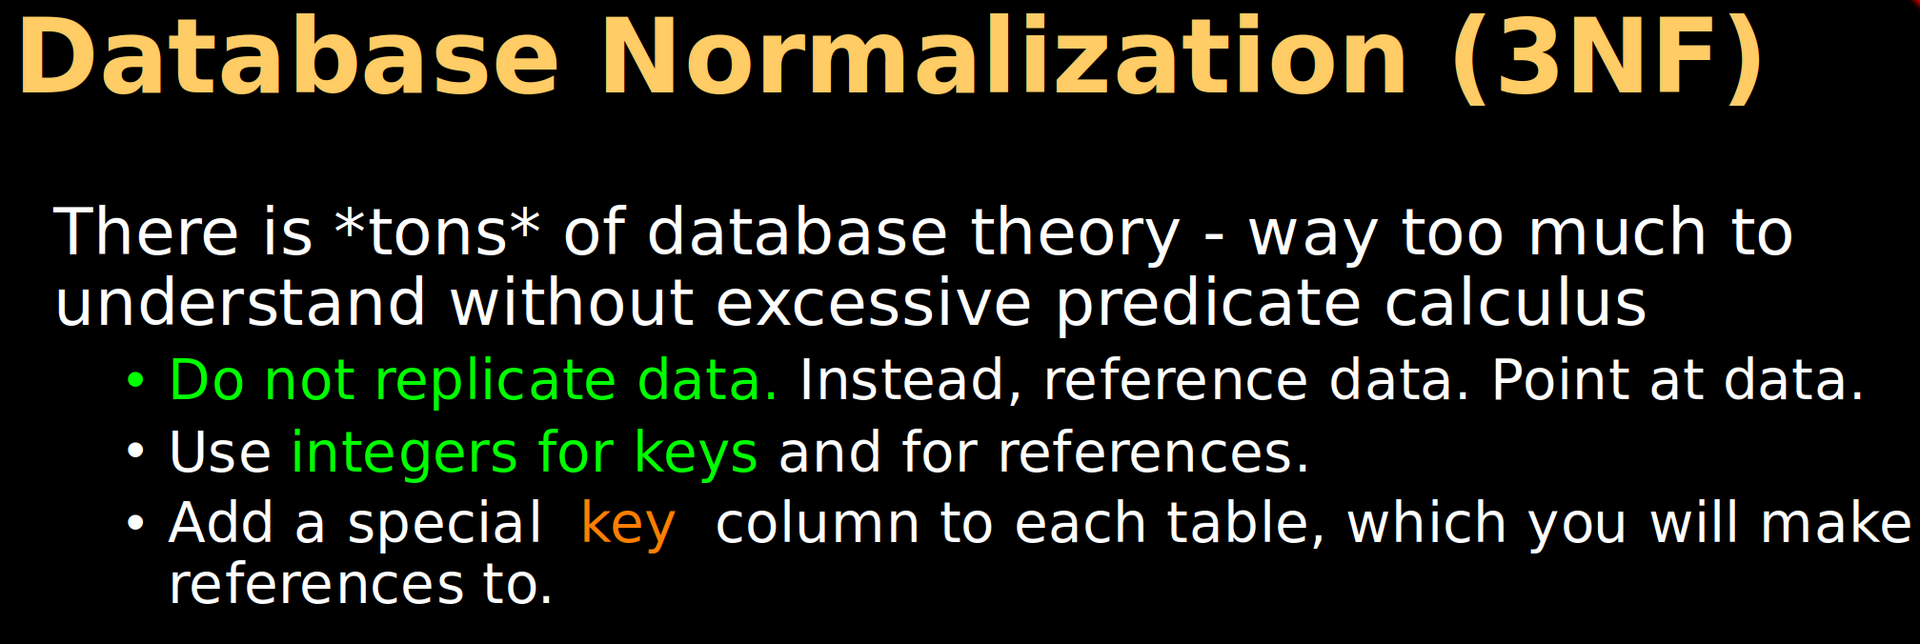 Database Normalization (3NF)
There is *tons* of database theory - way too much to
understand without excessive predicate calculus
• Do not replicate data. Instead, reference data. Point at data.
• Use integers for keys and for references.
• Add a special key column to each table, which you will make
references to.